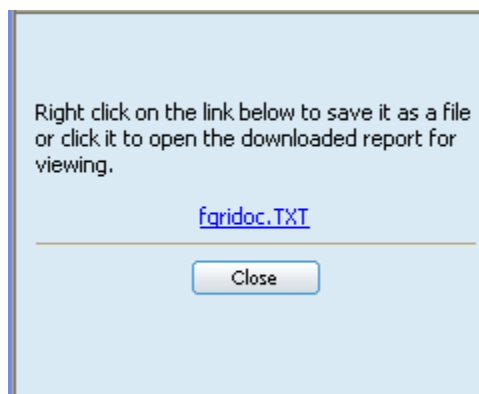 Right click on the link below to save it as a file
or click it to open the downloaded report for
viewing.
fgridoc.TXT
Close